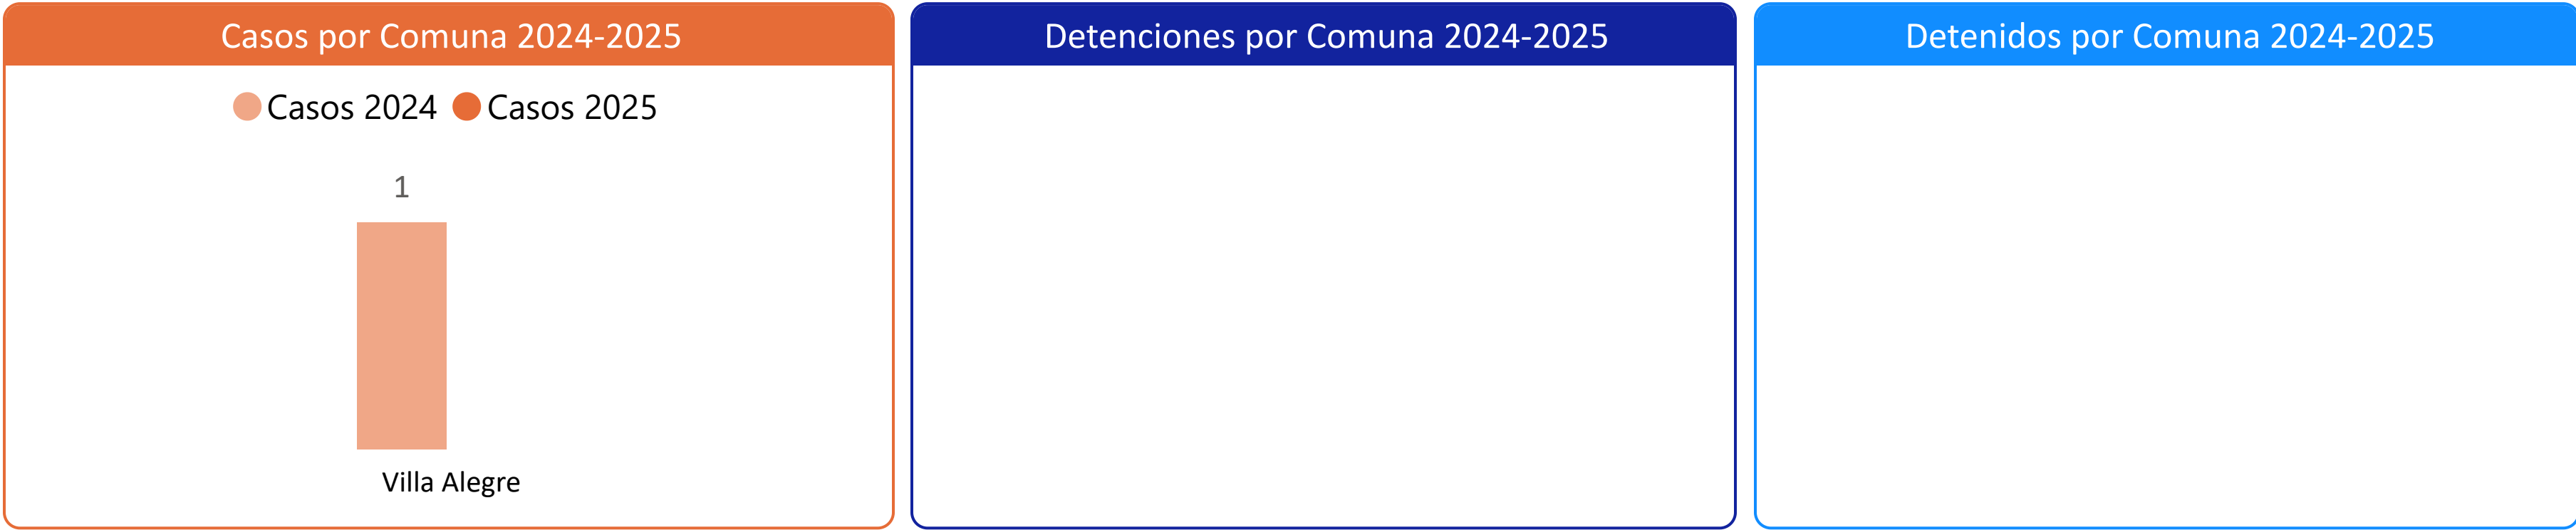 Casos por Comuna 2024-2025
Casos 2024 Casos 2025
1
Villa Alegre
Detenciones por Comuna 2024-2025
Detenidos por Comuna 2024-2025